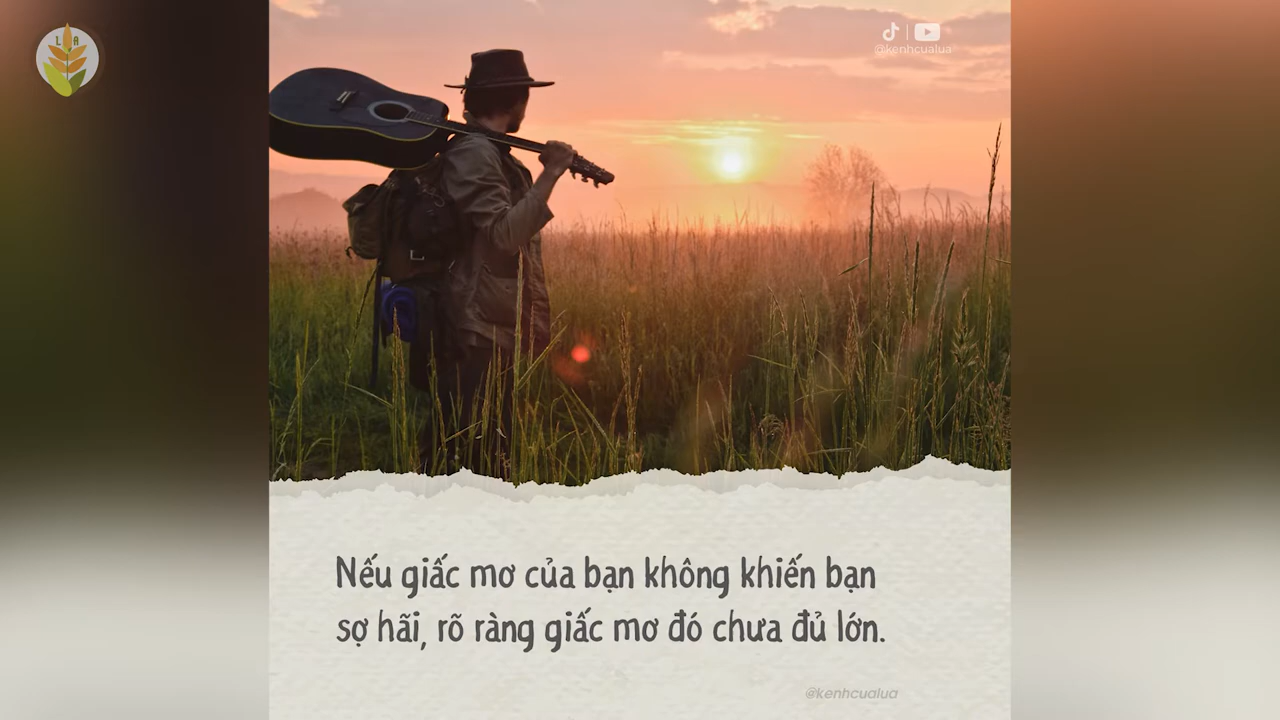 L A
@kenhcualua
Nếu giấc mơ của bạn không khiến bạn
sợ hãi, rõ ràng giấc mơ đó chưa đủ lớn.
@kenhcualua